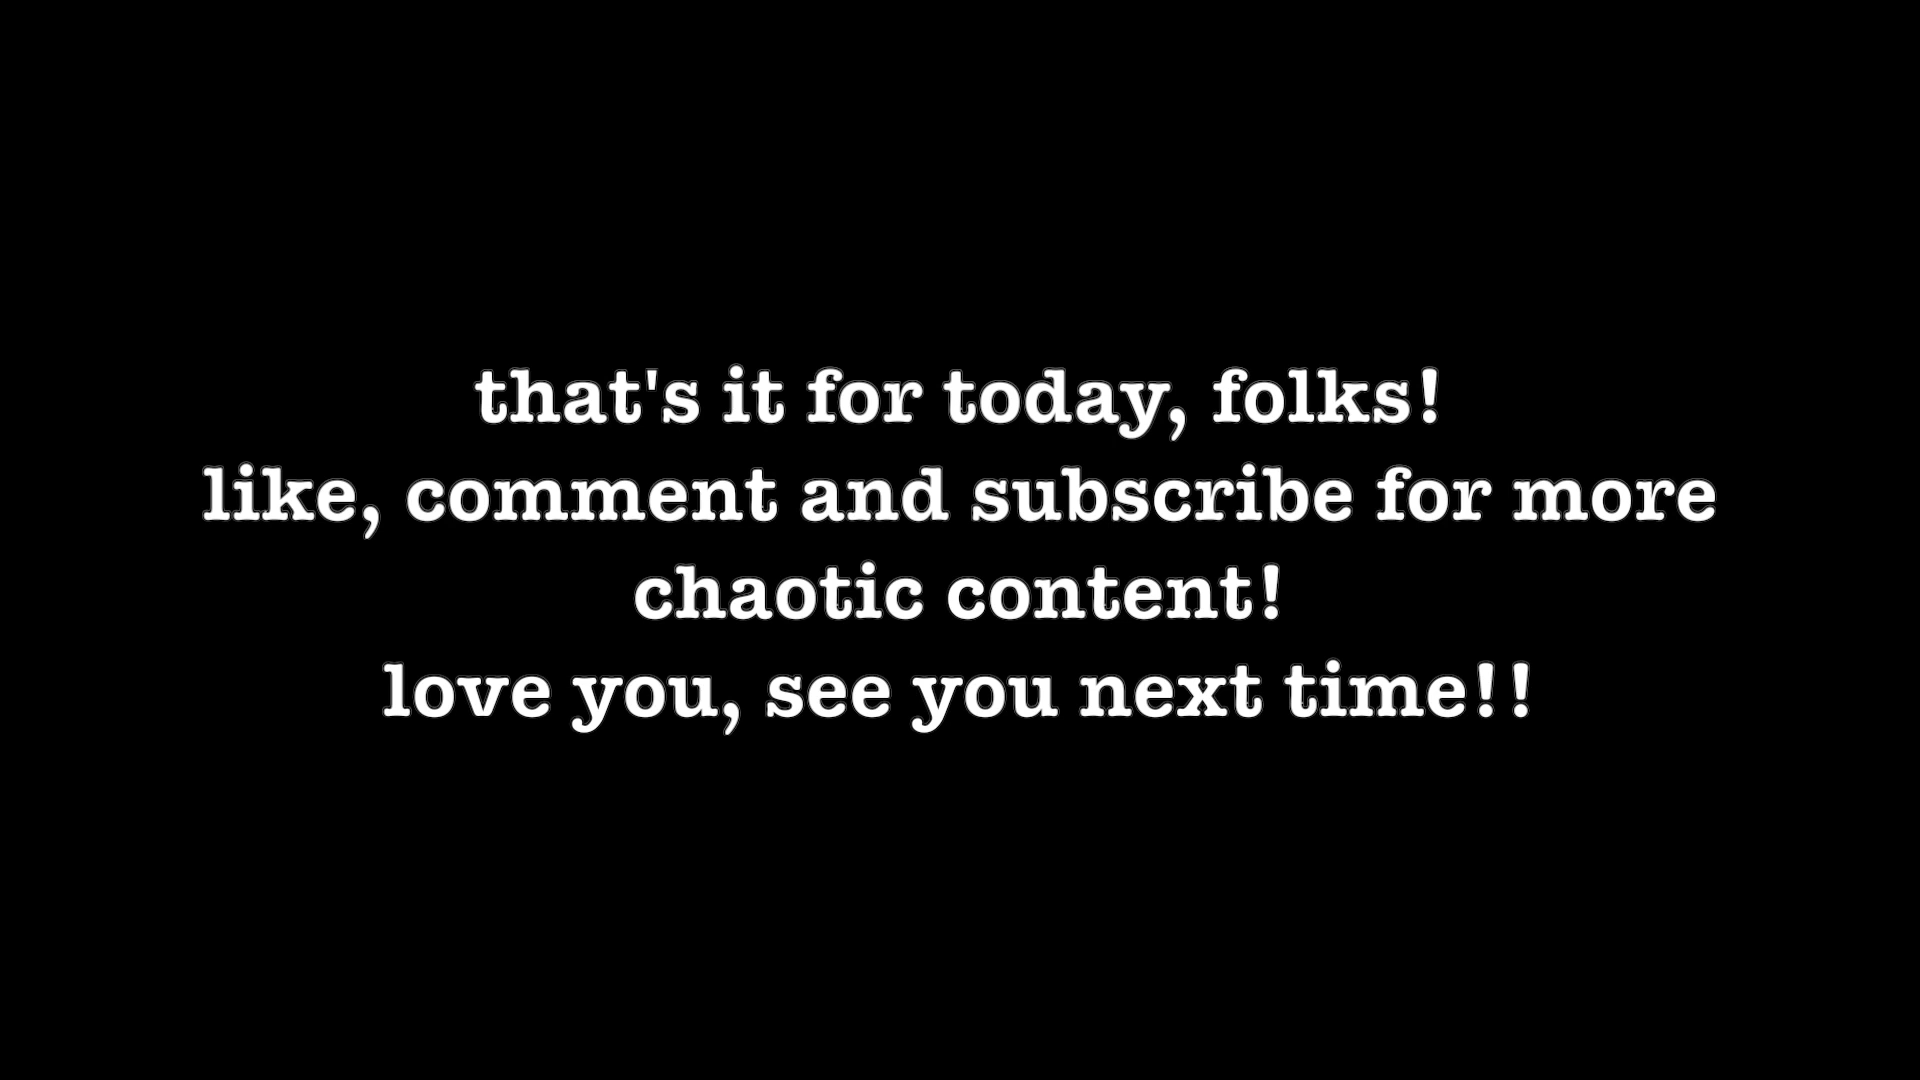 that's it for today, folks!
like, comment and subscribe for more
chaotic content!
love you, see you next time!!